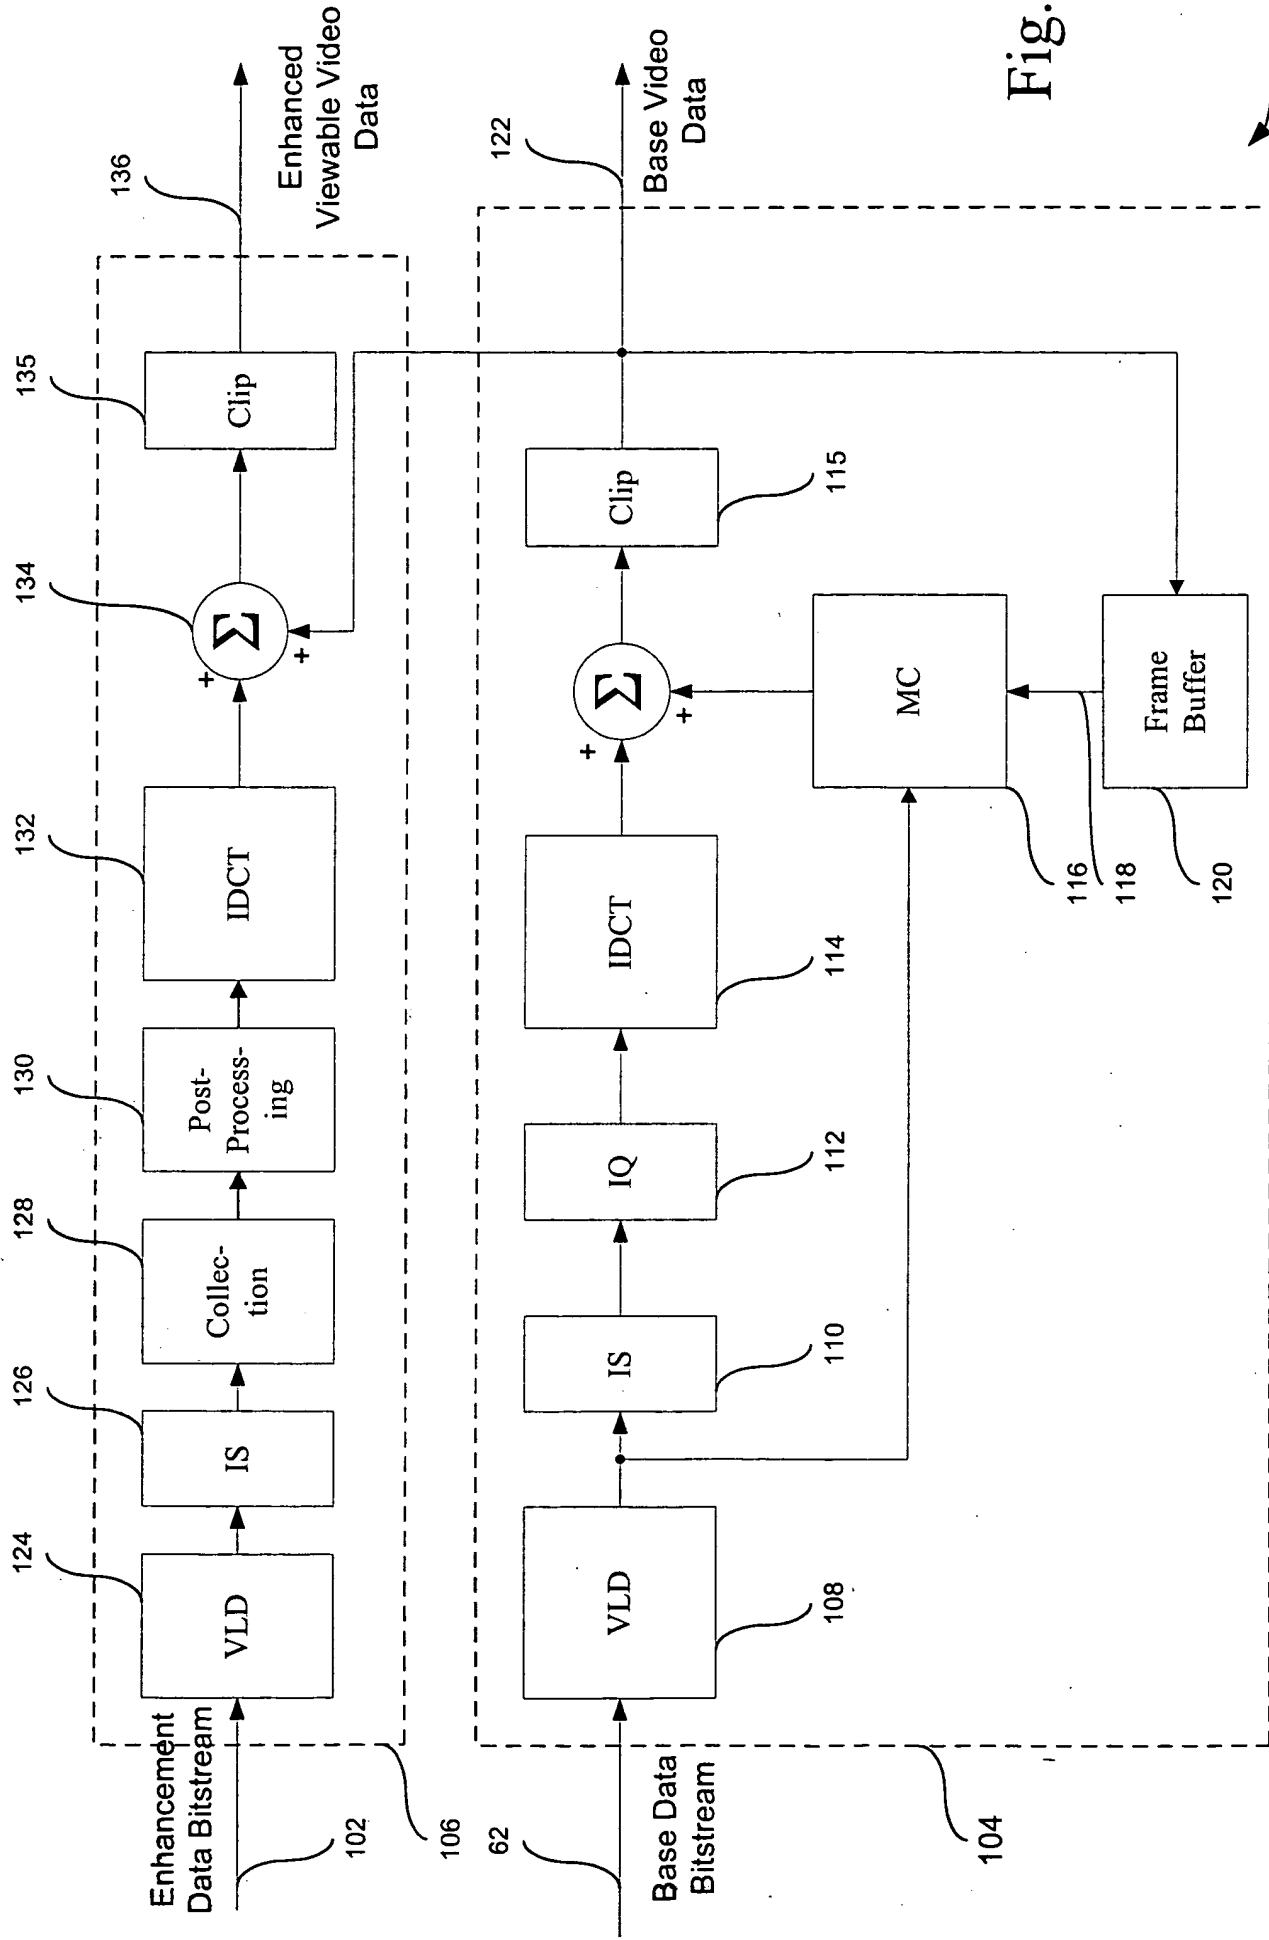 Enhancement
Data Bitstream
102
106
124
VLD
126
IS
128
Collec-
tion
130
Post-
Process-
ing
132
IDCT
134
+
+
Σ
135
Clip
136
Enhanced
Viewable Video
Data
62
Base Data
Bitstream
104
VLD
108
IS
110
IQ
112
IDCT
114
+
+
Σ
Clip
115
MC
116
118
Frame
Buffer
120
122
Base Video
Data
Fig.